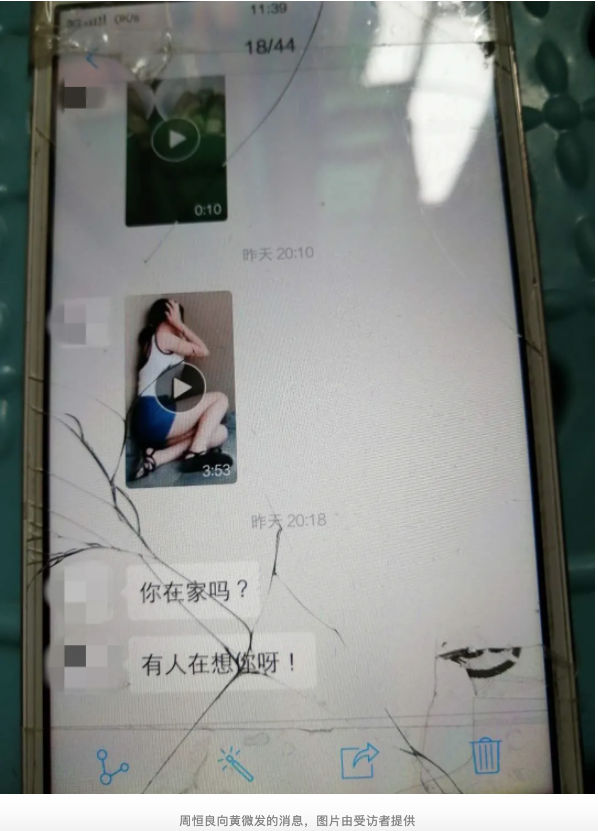 11:39
18/44
0:10
昨天 20:10
3:53
昨天 20:18
你在家吗？
有人在想你呀！
周恒良向黄微发的消息，图片由受访者提供